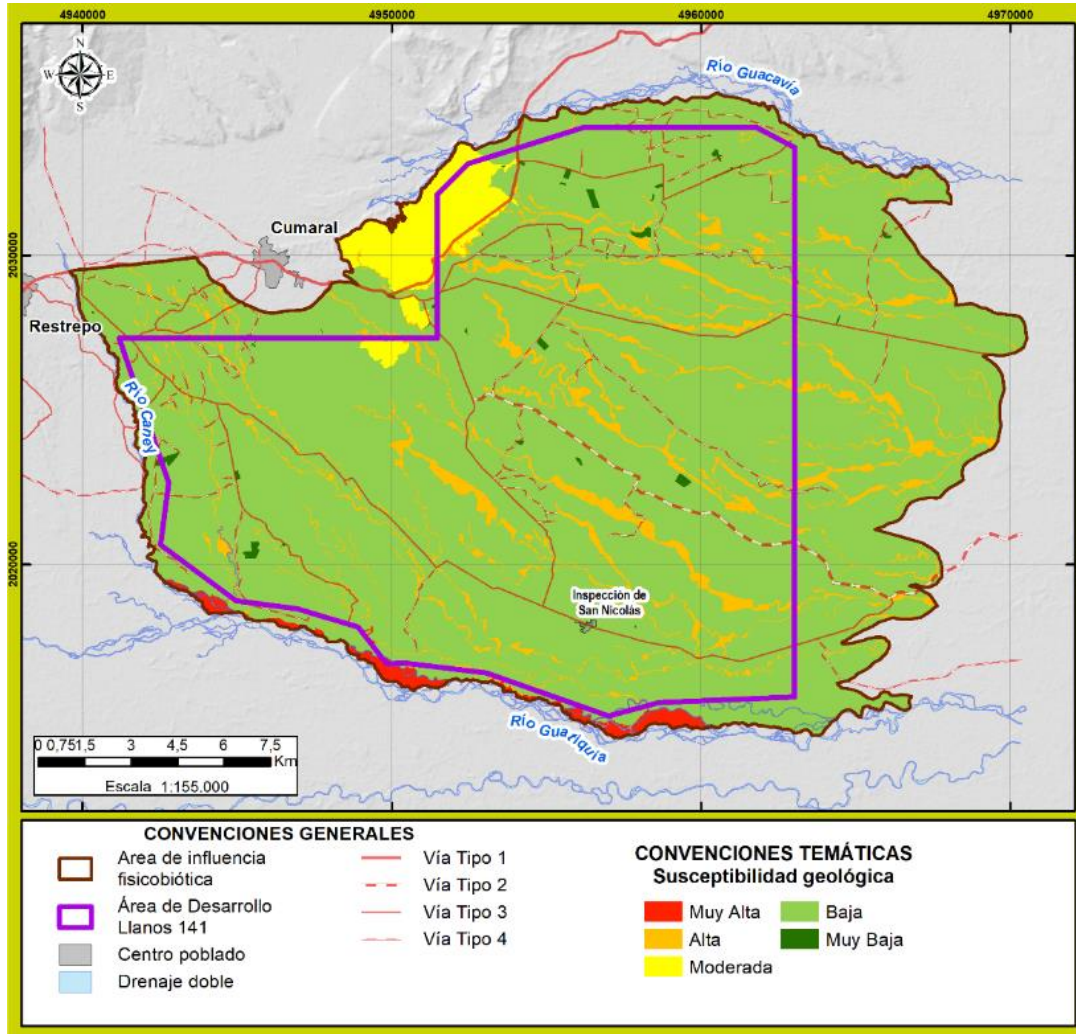 4940000
4950000
4960000
4970000
N
W
E
S
Río Guacavía
Cumaral
2030000
Restrepo
Río Caney
2020000
Inspección de
San Nicolás
Río Guatiquía
0 0,751,5 3 4,5 6 7,5
Km
Escala 1:155.000
CONVENCIONES GENERALES
Area de influencia
fisicobiótica
Área de Desarrollo
Llanos 141
Centro poblado
Drenaje doble
Vía Tipo 1
Vía Tipo 2
Vía Tipo 3
Vía Tipo 4
CONVENCIONES TEMÁTICAS
Susceptibilidad geológica
Muy Alta
Alta
Moderada
Baja
Muy Baja